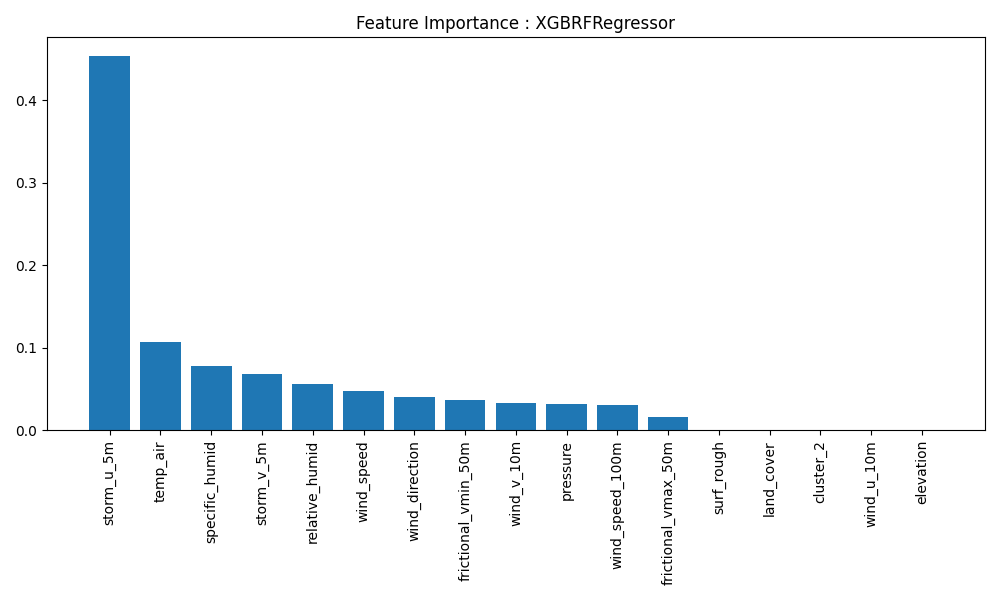 Feature Importance : XGBRFRegressor
0.4
0.3
0.2
0.1
0.0
storm_u_5m
temp_air
specific_humid
storm_v_5m
relative_humid
wind_speed
wind_direction
frictional_vmin_50m
wind_v_10m
pressure
wind_speed_100m
frictional_vmax_50m
surf_rough
land_cover
cluster_2
wind_u_10m
elevation